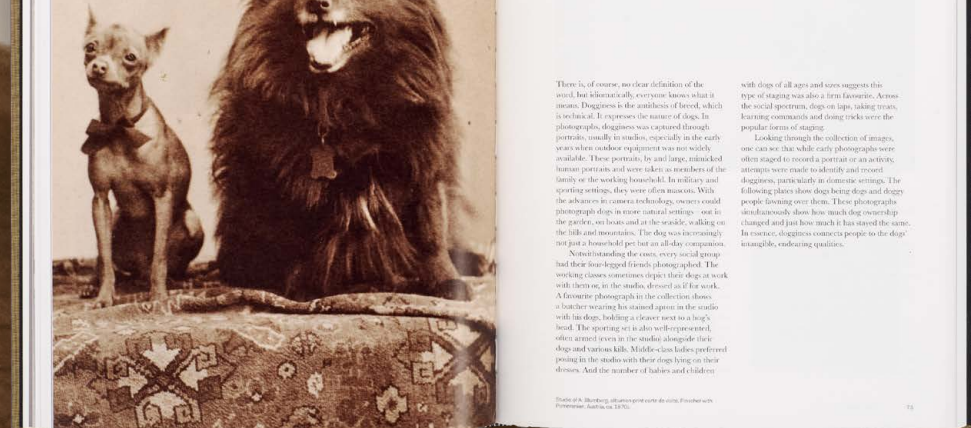 There is, of course, no clear definition of the
word, but idiomatically, everyone knows what it
means. Dogginess is the antithesis of breed, which
is technical. It expresses the nature of dogs. In
photographs, dogginess was captured through
portraits, usually in studios, especially in the early
years when outdoor equipment was not widely
available. These portraits, by and large, mimicked
human portraits and were taken as members of the
family or the working household. In military and
sporting settings, they were often mascots. With
the advances in camera technology, owners could
photograph dogs in more natural settings – out in
the garden, on boats and at the seaside, walking on
the hills and mountains. The dog was increasingly
not just a household pet but an all-day companion.
Notwithstanding the costs, every social group
had their four-legged friends photographed. The
working classes sometimes depict their dogs at work
with them or, in the studio, dressed as if for work.
A favourite photograph in the collection shows
a butcher wearing his stained apron in the studio
with his dogs, holding a cleaver next to a hog's
head. The sporting set is also well-represented,
often armed (even in the studio) alongside their
dogs and various kills. Middle-class ladies preferred
posing in the studio with their dogs lying on their
dresses. And the number of babies and children
with dogs of all ages and sizes suggests this
type of staging was also a firm favourite. Across
the social spectrum, dogs on laps, taking treats,
learning commands and doing tricks were the
popular forms of staging.
Looking through the collection of images,
one can see that while early photographs were
often staged to record a portrait or an activity,
attempts were made to identify and record
dogginess, particularly in domestic settings. The
following plates show dogs being dogs and doggy
people fawning over them. These photographs
simultaneously show how much dog ownership
changed and just how much it has stayed the same.
In essence, dogginess connects people to the dogs'
intangible, endearing qualities.
Studio of A. albumen print carte de visite, Pinscher with
Pomeranian, Austria, ca. 1870s